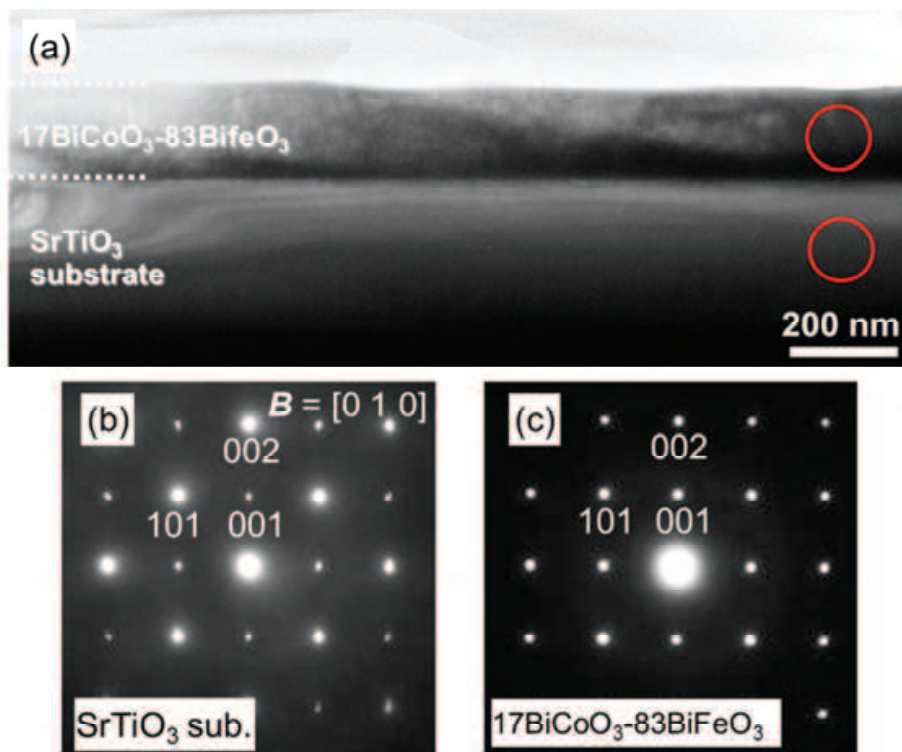 (a)
17BiCoO₃-83BifeO₃
SrTiO₃
substrate
200 nm
(b)
B = [0 1 0]
002
101 001
SrTiO₃ sub.
(c)
002
101 001
17BiCoO₃-83BiFeO₃